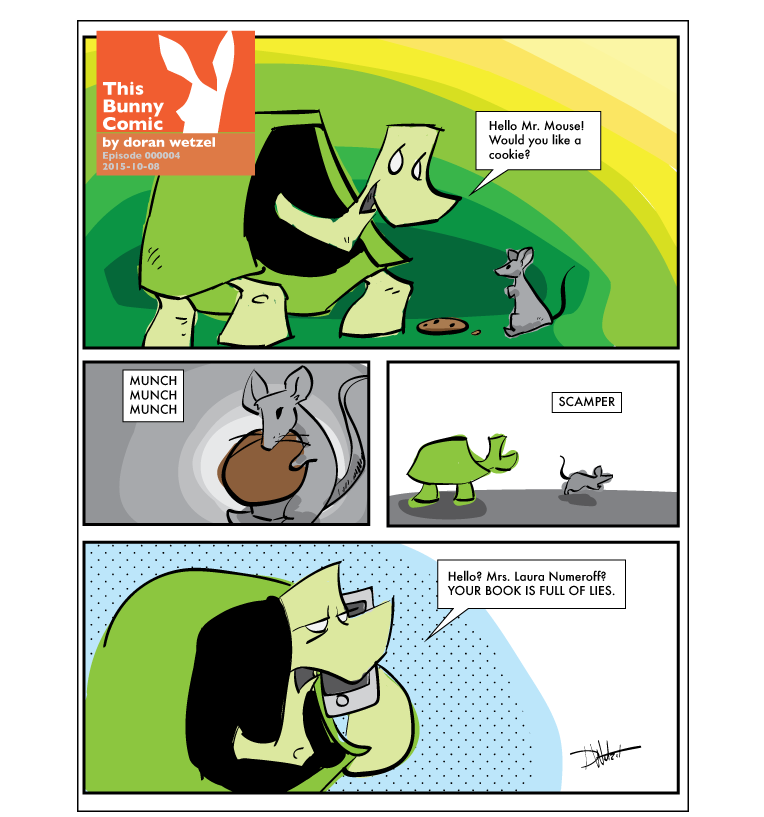 This
Bunny
Comic
by doran wetzel
Episode 000004
2015-10-08
Hello Mr. Mouse!
Would you like a
cookie?
MUNCH
MUNCH
MUNCH
SCAMPER
Hello? Mrs. Laura Numeroff?
YOUR BOOK IS FULL OF LIES.